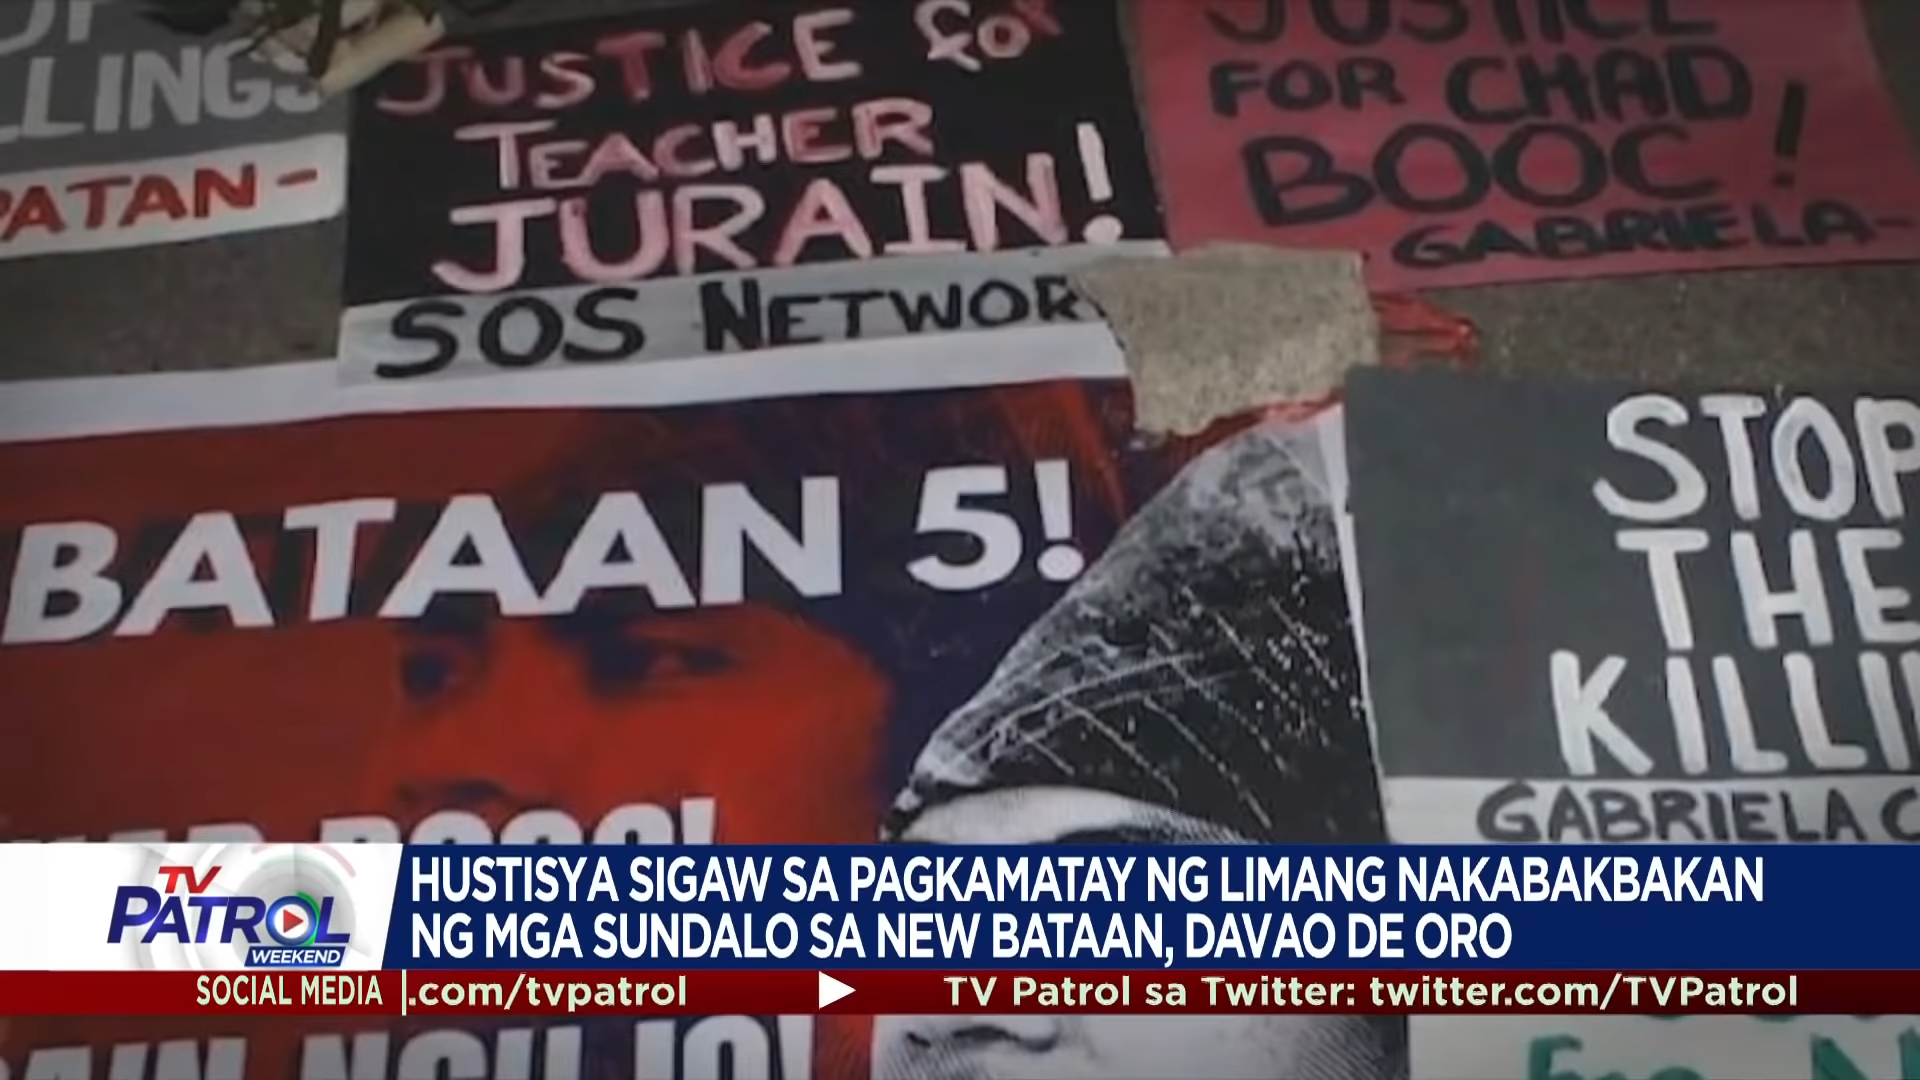 LLINGS
PATAN-
JUSTICE for
TEACHER
JURAIN!
SOS NETWOR
JUSTICE
FOR CHAD
BOOC!
GABRIELA-
BATAAN 5!
STOP
THE
KILLI
GABRIELA C
TV
PATROL
WEEKEND
HUSTISYA SIGAW SA PAGKAMATAY NG LIMANG NAKABAKBAKAN
NG MGA SUNDALO SA NEW BATAAN, DAVAO DE ORO
SOCIAL MEDIA |.com/tvpatrol ▶ TV Patrol sa Twitter: twitter.com/TVPatrol